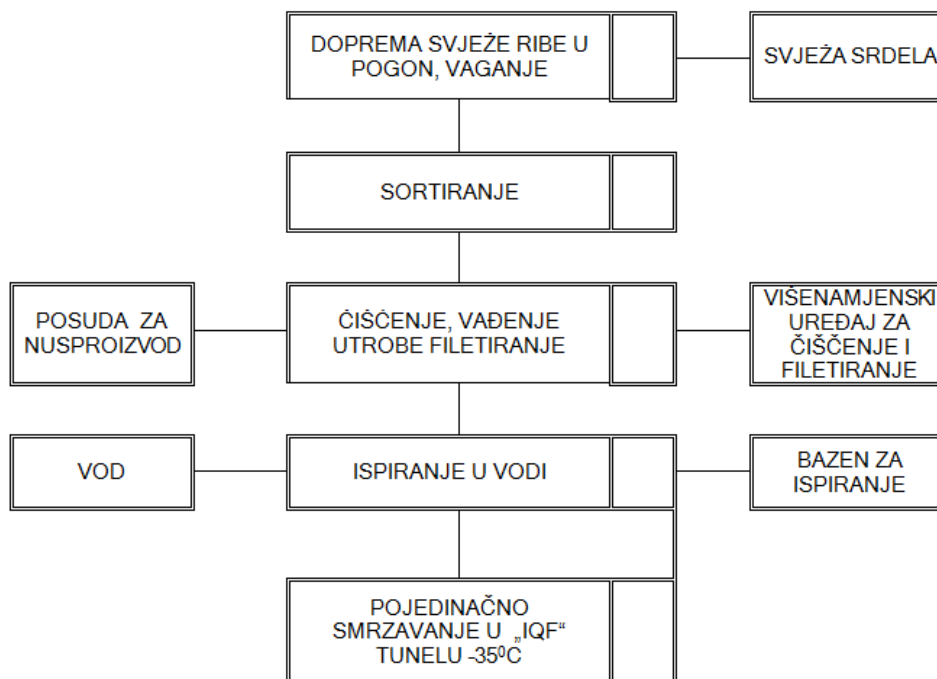 DOPREMA SVJEŽE RIBE U
POGON, VAGANJE
SVJEŽA SRDELA
SORTIRANJE
POSUDA ZA
NUSPROIZVOD
ČIŠĆENJE, VAĐENJE
UTROBE FILETIRANJE
VIŠENAMJENSKI
UREĐAJ ZA
ČIŠČENJE I
FILETIRANJE
VOD
ISPIRANJE U VODI
BAZEN ZA
ISPIRANJE
POJEDINAČNO
SMRZAVANJE U „IQF“
TUNELU -35⁰C